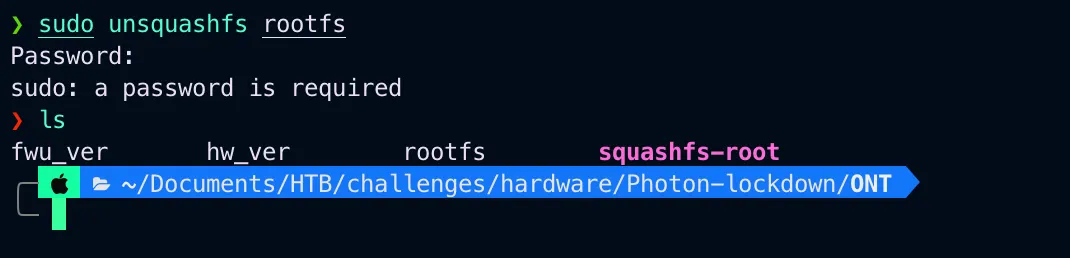 ❯ sudo unsquashfs rootfs
Password:
sudo: a password is required
❯ ls
fwu_ver hw_ver rootfs squashfs-root
~/Documents/HTB/challenges/hardware/Photon-lockdown/ONT